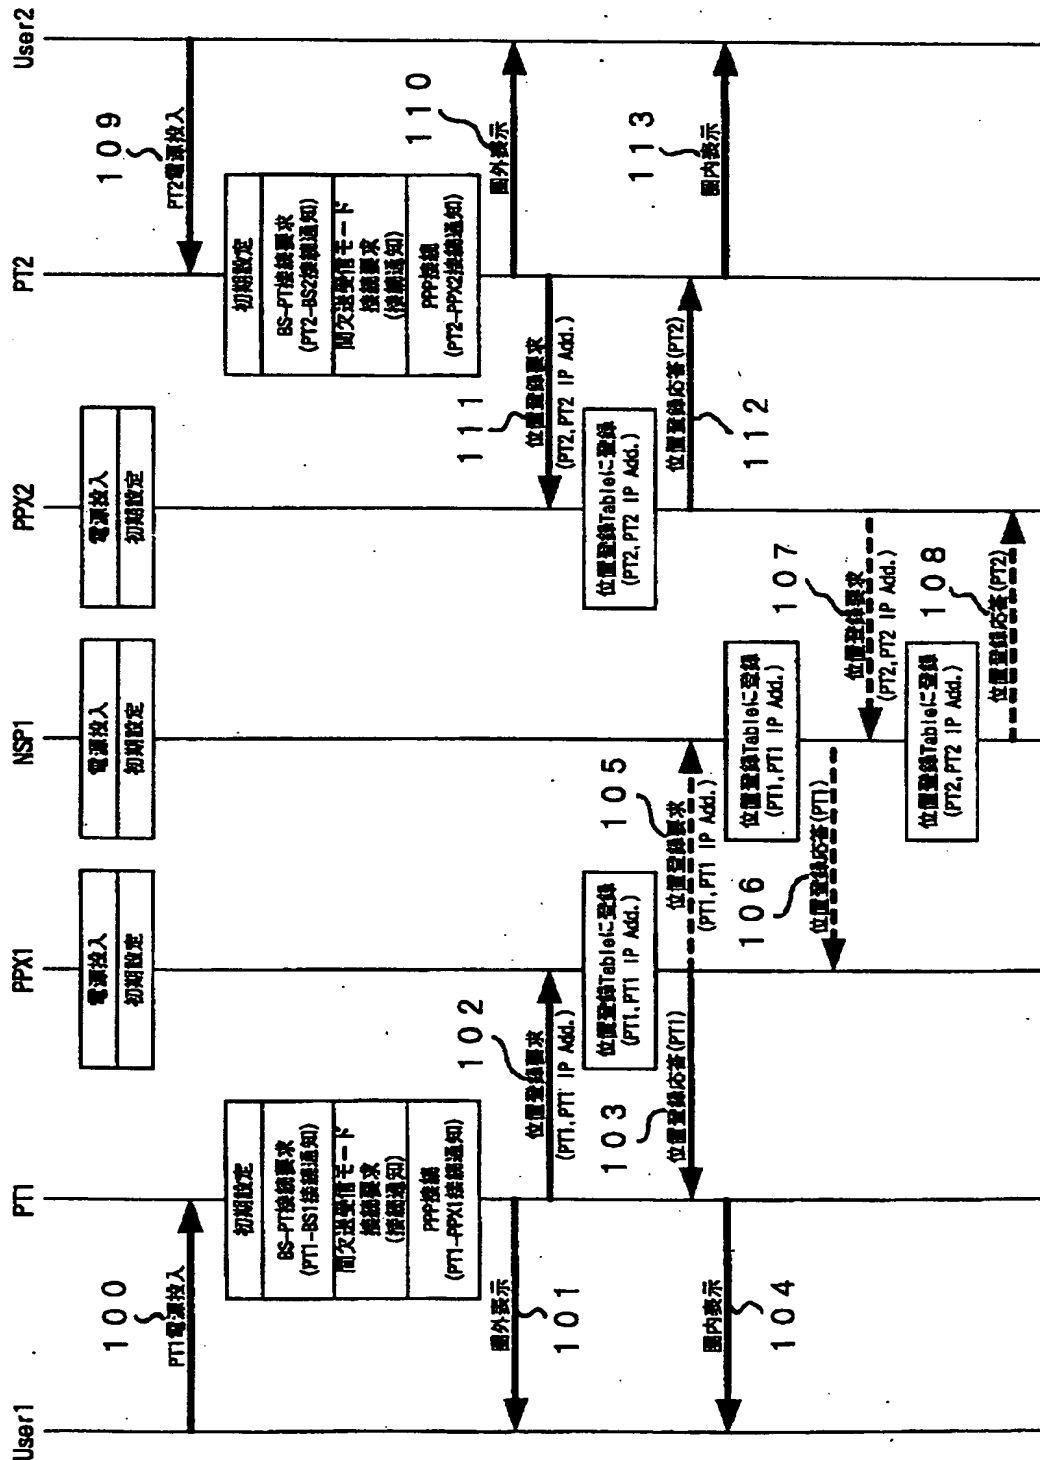 User1
PT1
PPX1
NSP1
PPX2
PT2
User2
電源投入
初期設定
電源投入
初期設定
電源投入
初期設定
100
PT1電源投入
109
PT2電源投入
初期設定
BS-PT接続要求
(PT1-BS1接続通知)
間欠送受信モード
接続要求
(接続通知)
PPP接続
(PT1-PPX1接続通知)
初期設定
BS-PT接続要求
(PT2-BS2接続通知)
間欠送受信モード
接続要求
(接続通知)
PPP接続
(PT2-PPX2接続通知)
圏外表示
101
110
圏外表示
102
位置登録要求
(PT1,PT1 IP Add.)
111
位置登録要求
(PT2,PT2 IP Add.)
位置登録Tableに登録
(PT1,PT1 IP Add.)
位置登録Tableに登録
(PT2,PT2 IP Add.)
103
位置登録応答(PT1)
105
位置登録要求
(PT1,PT1 IP Add.)
位置登録応答(PT2)
112
圏内表示
104
113
圏内表示
位置登録Tableに登録
(PT1,PT1 IP Add.)
106
位置登録応答(PT1)
107
位置登録要求
(PT2,PT2 IP Add.)
位置登録Tableに登録
(PT2,PT2 IP Add.)
108
位置登録応答(PT2)